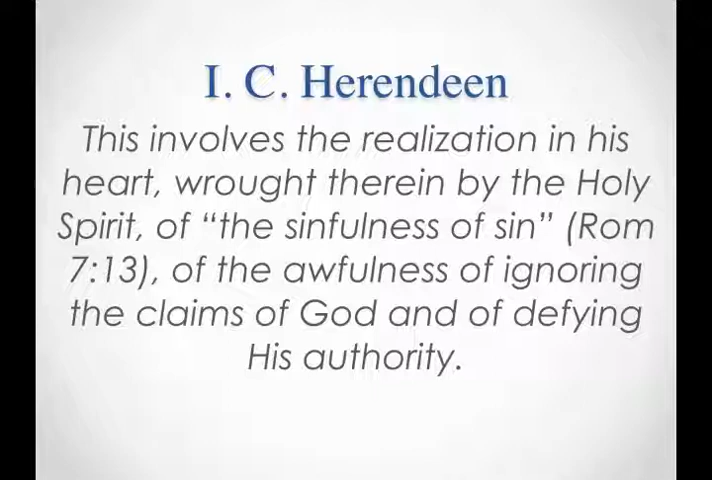 I. C. Herendeen
This involves the realization in his
heart, wrought therein by the Holy
Spirit, of “the sinfulness of sin” (Rom
7:13), of the awfulness of ignoring
the claims of God and of defying
His authority.